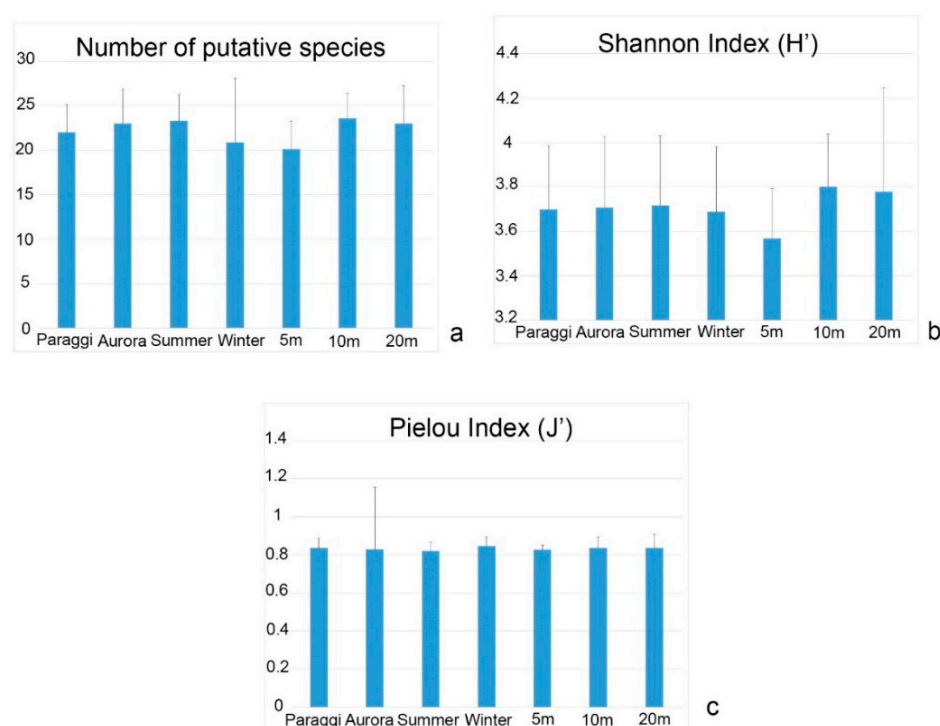 Number of putative species
30
25
20
15
10
5
0
Paraggi Aurora Summer Winter 5m 10m 20m
a
Shannon Index (H’)
4.4
4.2
4
3.8
3.6
3.4
3.2
Paraggi Aurora Summer Winter 5m 10m 20m
b
Pielou Index (J’)
1.4
1.2
1
0.8
0.6
0.4
0.2
0
Paraggi Aurora Summer Winter 5m 10m 20m
c